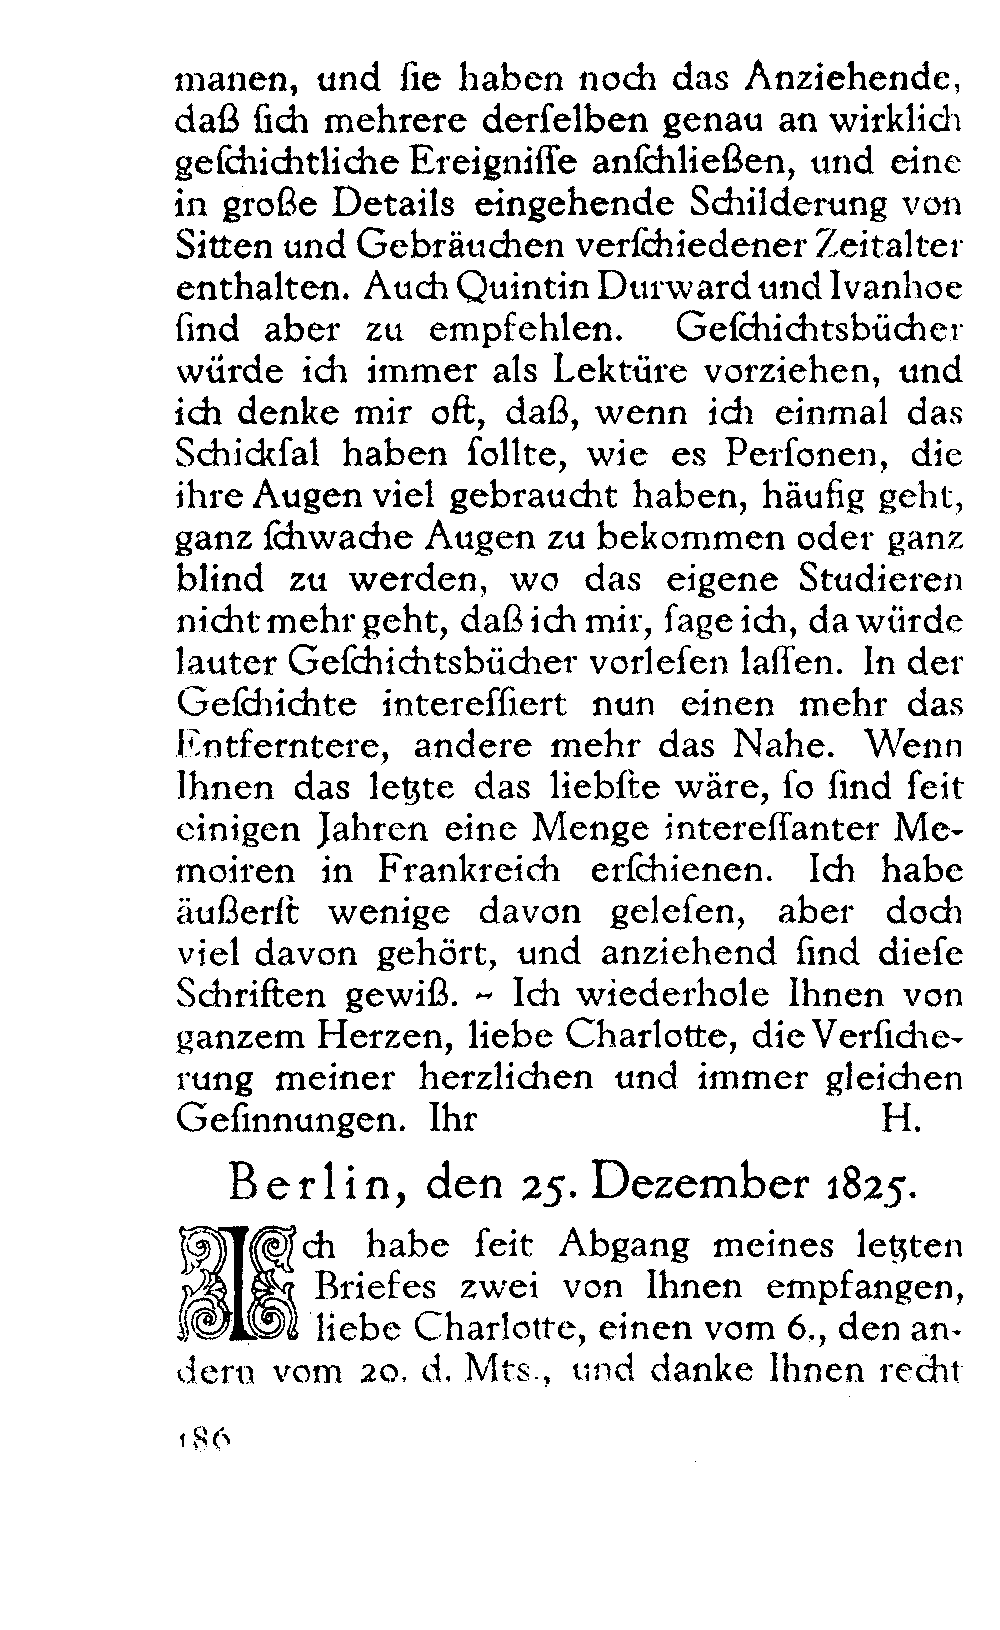 manen, und ſie haben noch das Anziehende,
daß ſich mehrere derſelben genau an wirklich
geſchichtliche Ereigniſſe anſchließen, und eine
in große Details eingehende Schilderung von
Sitten und Gebräuchen verſchiedener Zeitalter
enthalten. Auch Quintin Durward und Ivanhoe
ſind aber zu empfehlen. Geſchichtsbücher
würde ich immer als Lektüre vorziehen, und
ich denke mir oft, daß, wenn ich einmal das
Schickſal haben ſollte, wie es Perſonen, die
ihre Augen viel gebraucht haben, häufig geht,
ganz ſchwache Augen zu bekommen oder ganz
blind zu werden, wo das eigene Studieren
nicht mehr geht, daß ich mir, ſage ich, da würde
lauter Geſchichtsbücher vorleſen laſſen. In der
Geſchichte intereſſiert nun einen mehr das
Entferntere, andere mehr das Nahe. Wenn
Ihnen das letzte das liebſte wäre, ſo ſind ſeit
einigen Jahren eine Menge intereſſanter Me-
moiren in Frankreich erſchienen. Ich habe
äußerſt wenige davon geleſen, aber doch
viel davon gehört, und anziehend ſind dieſe
Schriften gewiß. ~ Ich wiederhole Ihnen von
ganzem Herzen, liebe Charlotte, die Verſiche-
rung meiner herzlichen und immer gleichen
Geſinnungen. Ihr H.
Berlin, den 25. Dezember 1825.
Ich habe ſeit Abgang meines letzten
Briefes zwei von Ihnen empfangen,
liebe Charlotte, einen vom 6., den an-
dern vom 20. d. Mts., und danke Ihnen recht
186